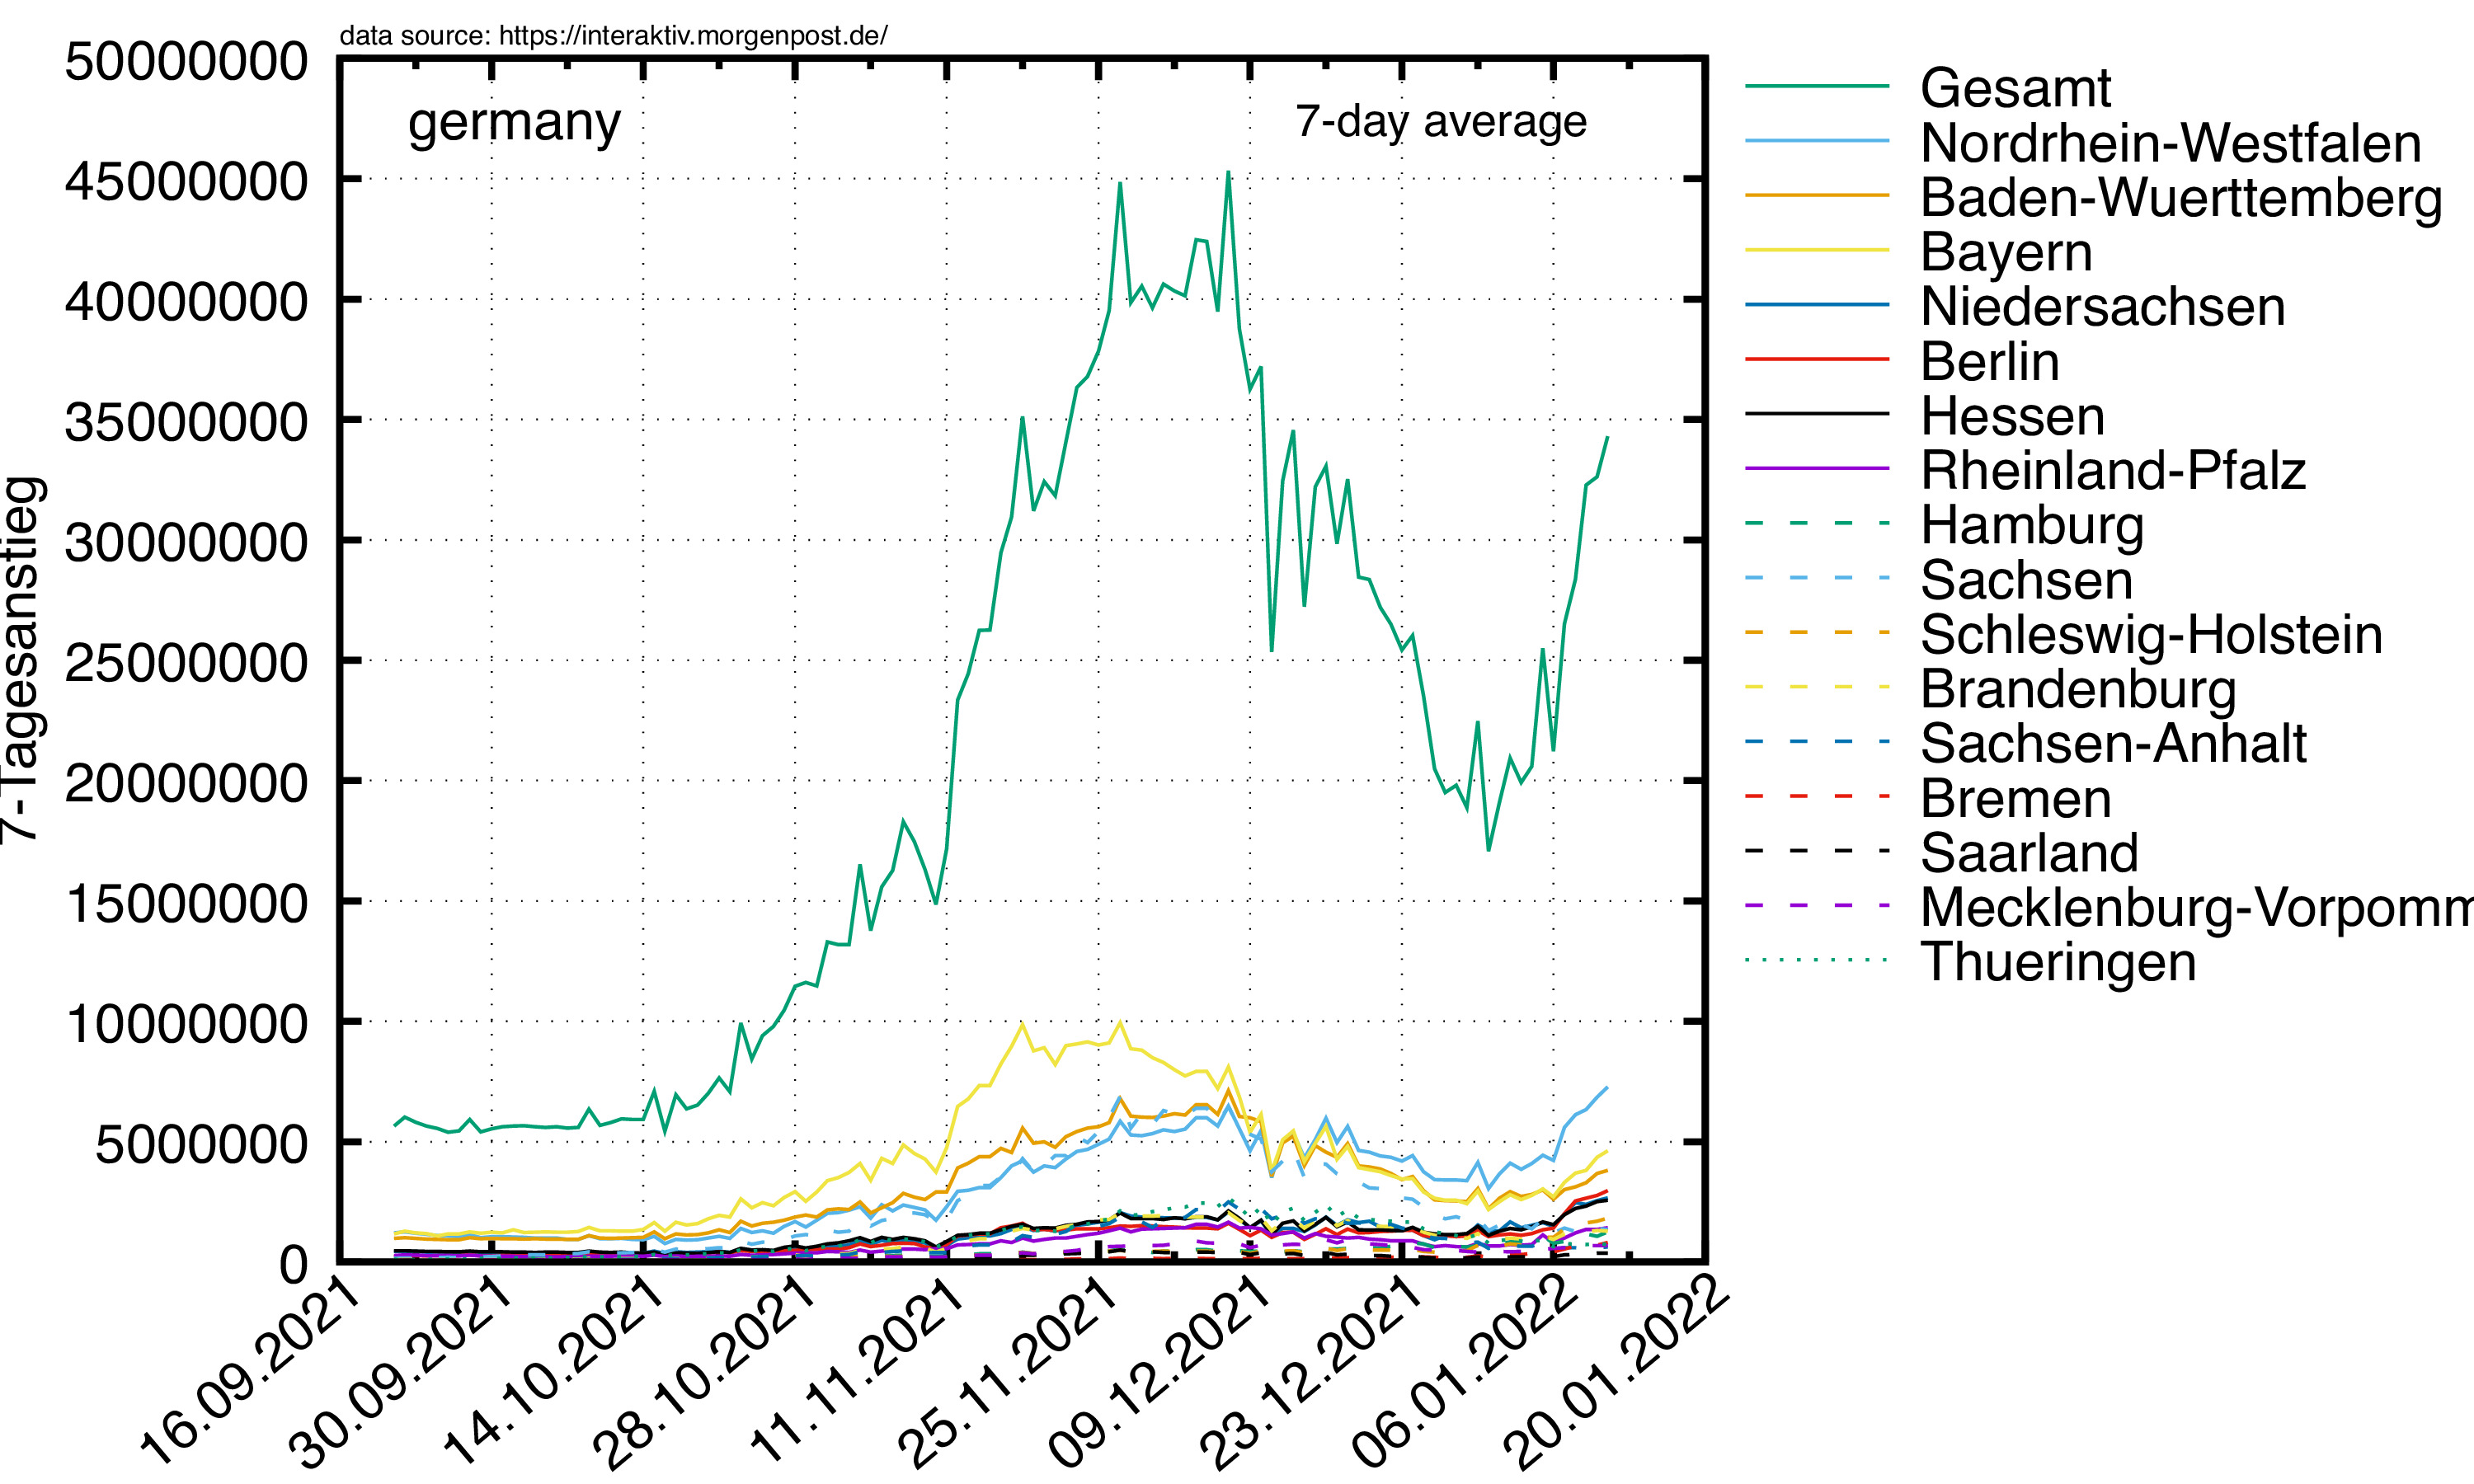 data source: https://interaktiv.morgenpost.de/
germany
7-day average
7-Tagesanstieg
50000000
45000000
40000000
35000000
30000000
25000000
20000000
15000000
10000000
5000000
0
16.09.2021
30.09.2021
14.10.2021
28.10.2021
11.11.2021
25.11.2021
09.12.2021
23.12.2021
06.01.2022
20.01.2022
Gesamt
Nordrhein-Westfalen
Baden-Wuerttemberg
Bayern
Niedersachsen
Berlin
Hessen
Rheinland-Pfalz
Hamburg
Sachsen
Schleswig-Holstein
Brandenburg
Sachsen-Anhalt
Bremen
Saarland
Mecklenburg-Vorpomm
Thueringen